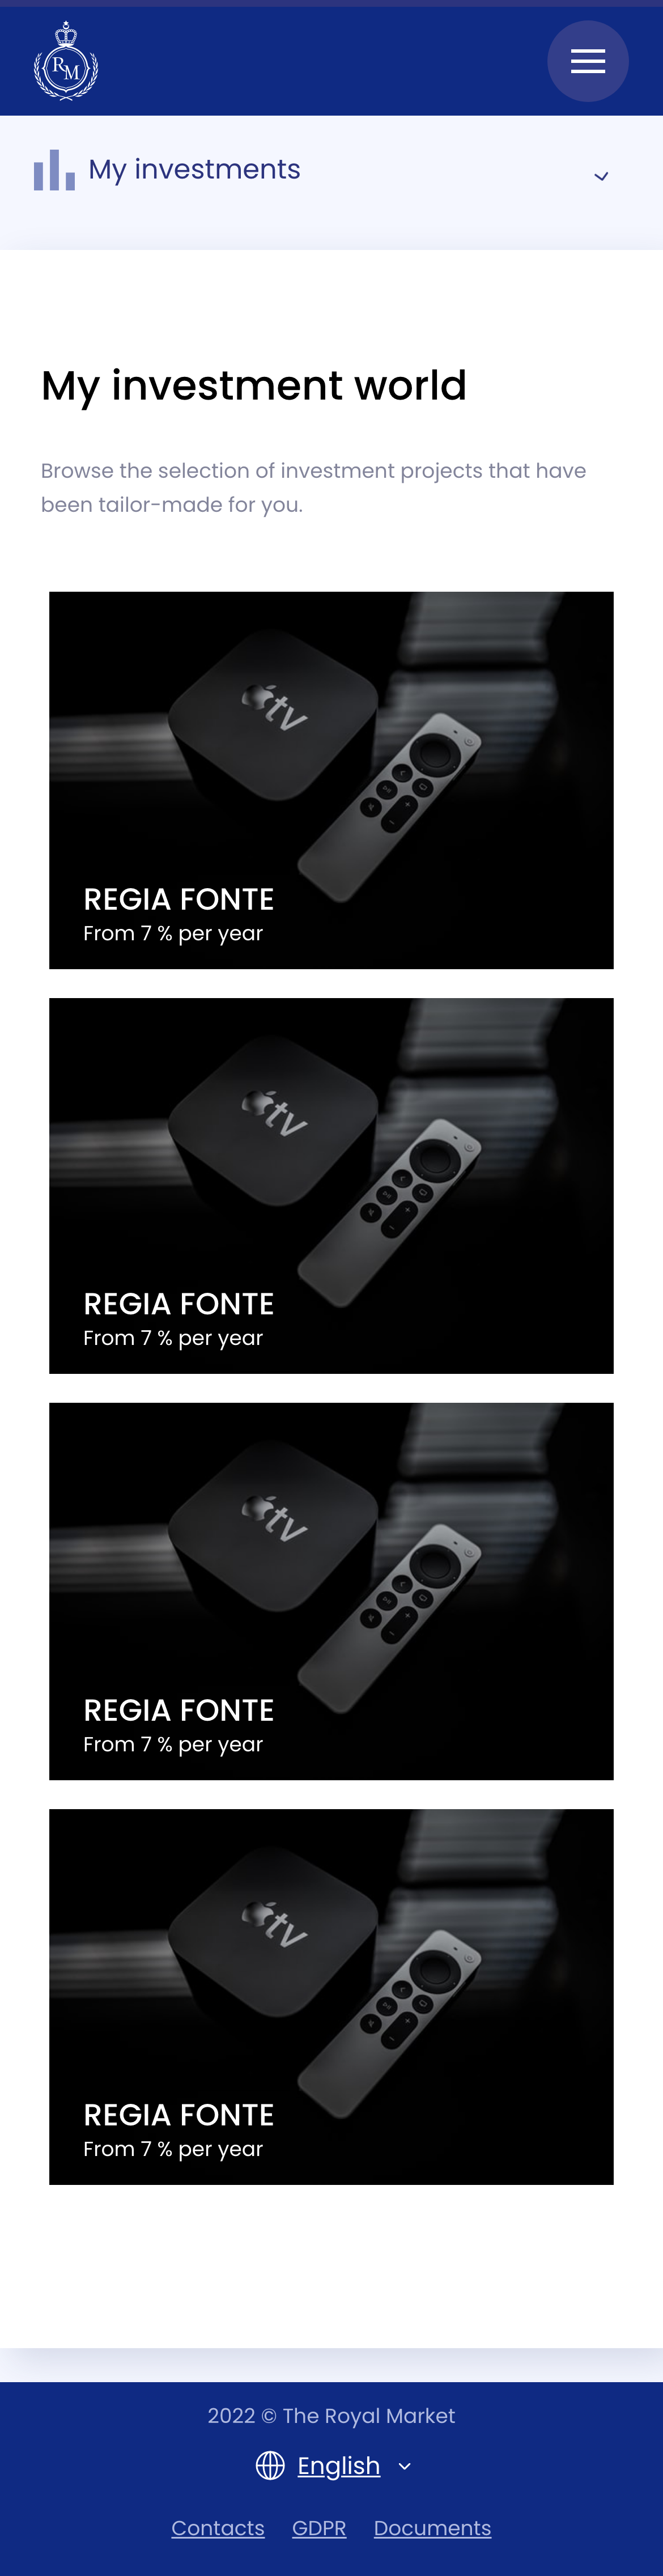 RM
My investments
My investment world
Browse the selection of investment projects that have
been tailor-made for you.
tv
REGIA FONTE
From 7 % per year
tv
REGIA FONTE
From 7 % per year
tv
REGIA FONTE
From 7 % per year
tv
REGIA FONTE
From 7 % per year
2022 © The Royal Market
English
Contacts GDPR Documents